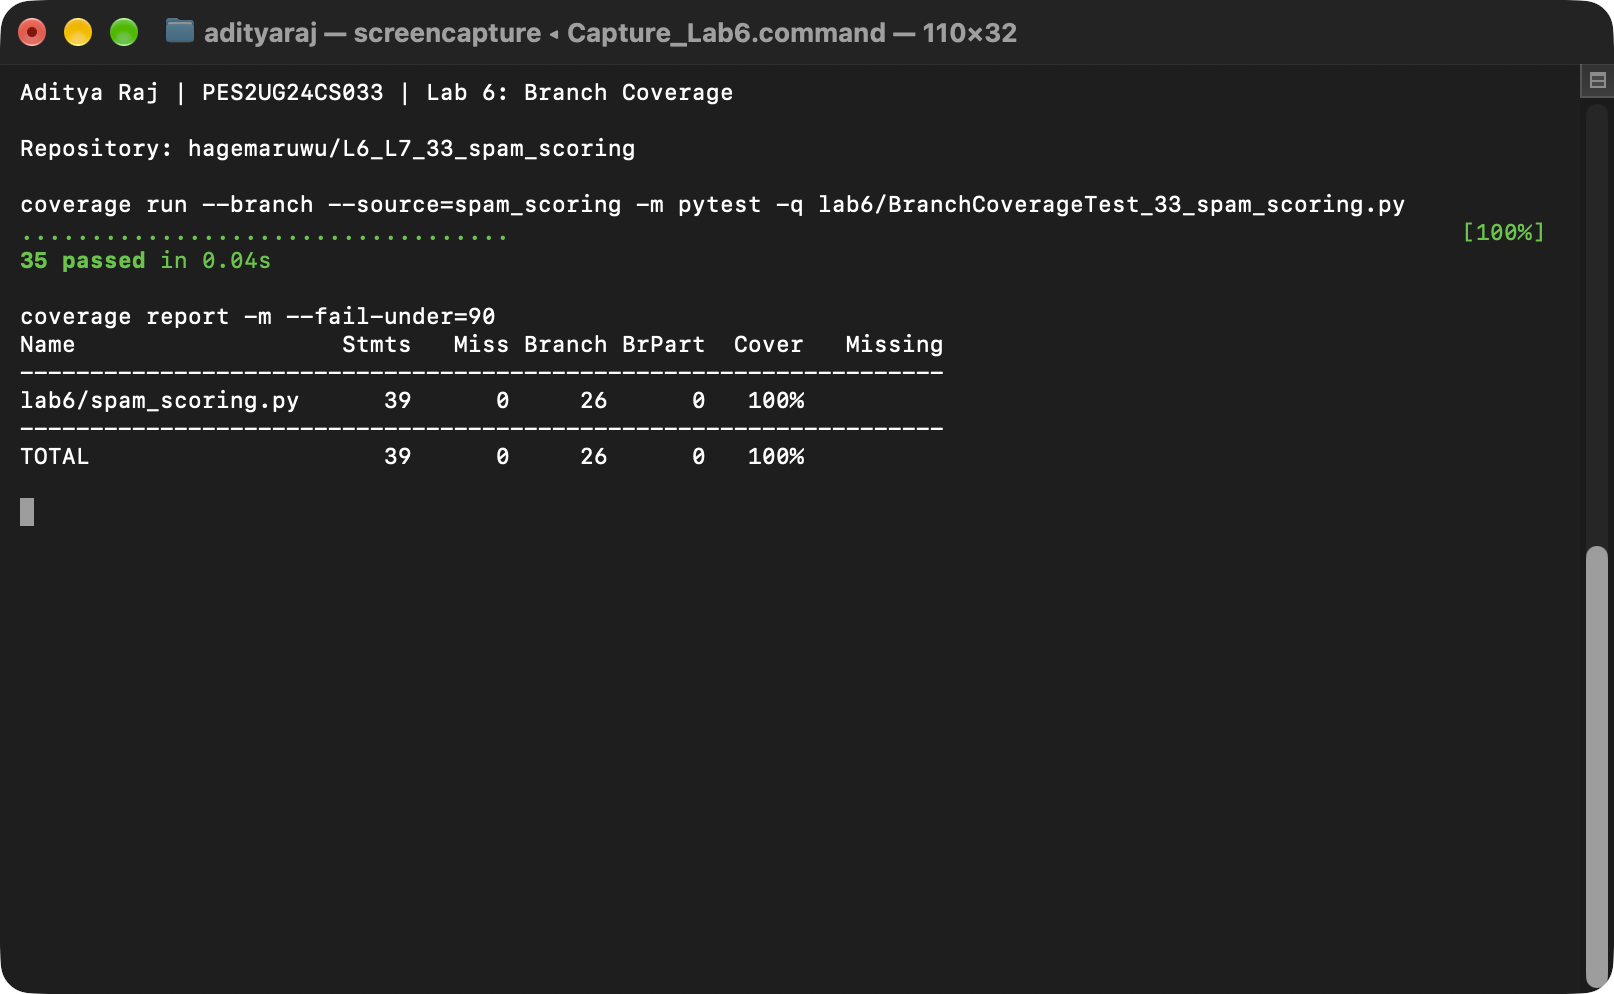 adityaraj — screencapture ◂ Capture_Lab6.command — 110×32
Aditya Raj | PES2UG24CS033 | Lab 6: Branch Coverage
Repository: hagemaruwu/L6_L7_33_spam_scoring
coverage run --branch --source=spam_scoring -m pytest -q lab6/BranchCoverageTest_33_spam_scoring.py
................................... [100%]
35 passed in 0.04s
coverage report -m --fail-under=90
Name                   Stmts   Miss Branch BrPart  Cover   Missing
------------------------------------------------------------------
lab6/spam_scoring.py      39      0     26      0   100%
------------------------------------------------------------------
TOTAL                     39      0     26      0   100%